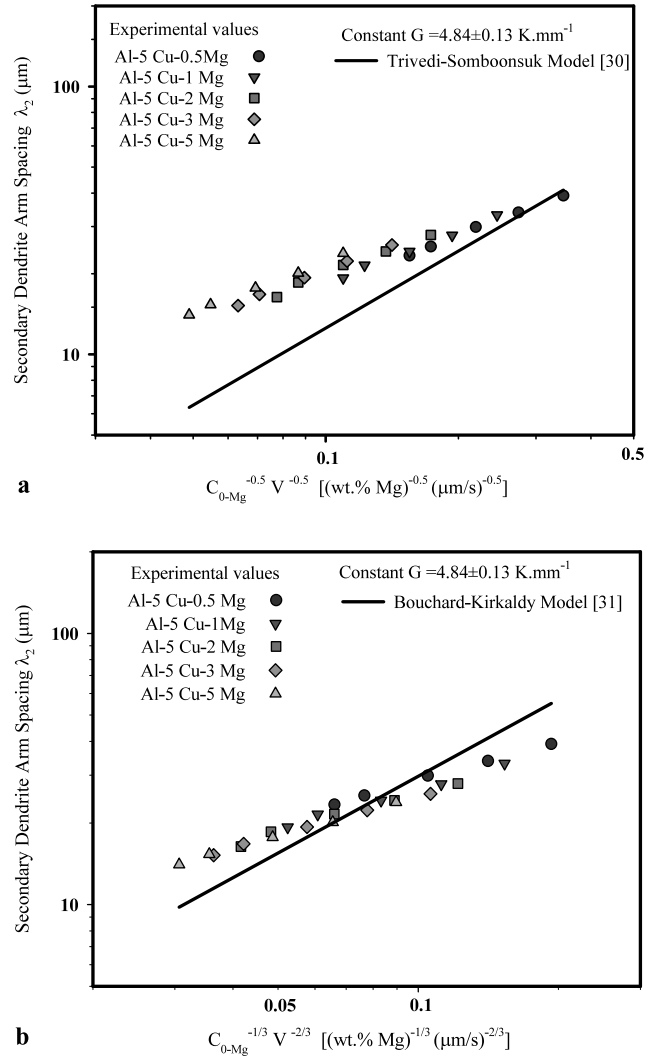 Experimental values
Al-5 Cu-0.5Mg
Al-5 Cu-1 Mg
Al-5 Cu-2 Mg
Al-5 Cu-3 Mg
Al-5 Cu-5 Mg
Constant G =4.84±0.13 K.mm⁻¹
Trivedi-Somboonsuk Model [30]
Secondary Dendrite Arm Spacing λ₂ (μm)
100
10
0.1
0.5
a
C₀₋Mg⁻⁰·⁵ V⁻⁰·⁵ [(wt.% Mg)⁻⁰·⁵ (μm/s)⁻⁰·⁵]
Experimental values
Al-5 Cu-0.5 Mg
Al-5 Cu-1Mg
Al-5 Cu-2 Mg
Al-5 Cu-3 Mg
Al-5 Cu-5 Mg
Constant G =4.84±0.13 K.mm⁻¹
Bouchard-Kirkaldy Model [31]
Secondary Dendrite Arm Spacing λ₂ (μm)
100
10
0.05
0.1
b
C₀₋Mg⁻¹/³ V⁻²/³ [(wt.% Mg)⁻¹/³ (μm/s)⁻²/³]